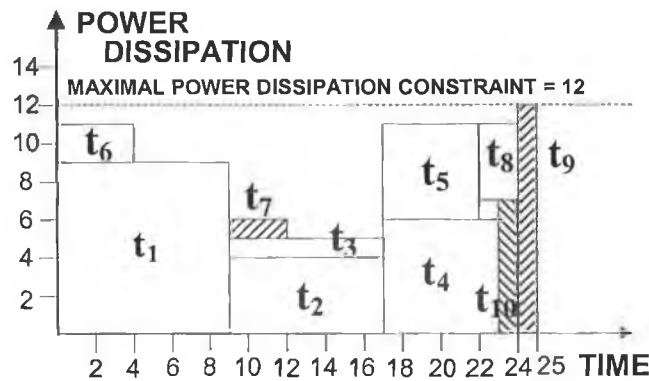 POWER
DISSIPATION
14
MAXIMAL POWER DISSIPATION CONSTRAINT = 12
12
10
8
6
4
2
t6
t1
t7
t3
t2
t5
t4
t8
t10
t9
2 4 6 8 10 12 14 16 18 20 22 24 25 TIME